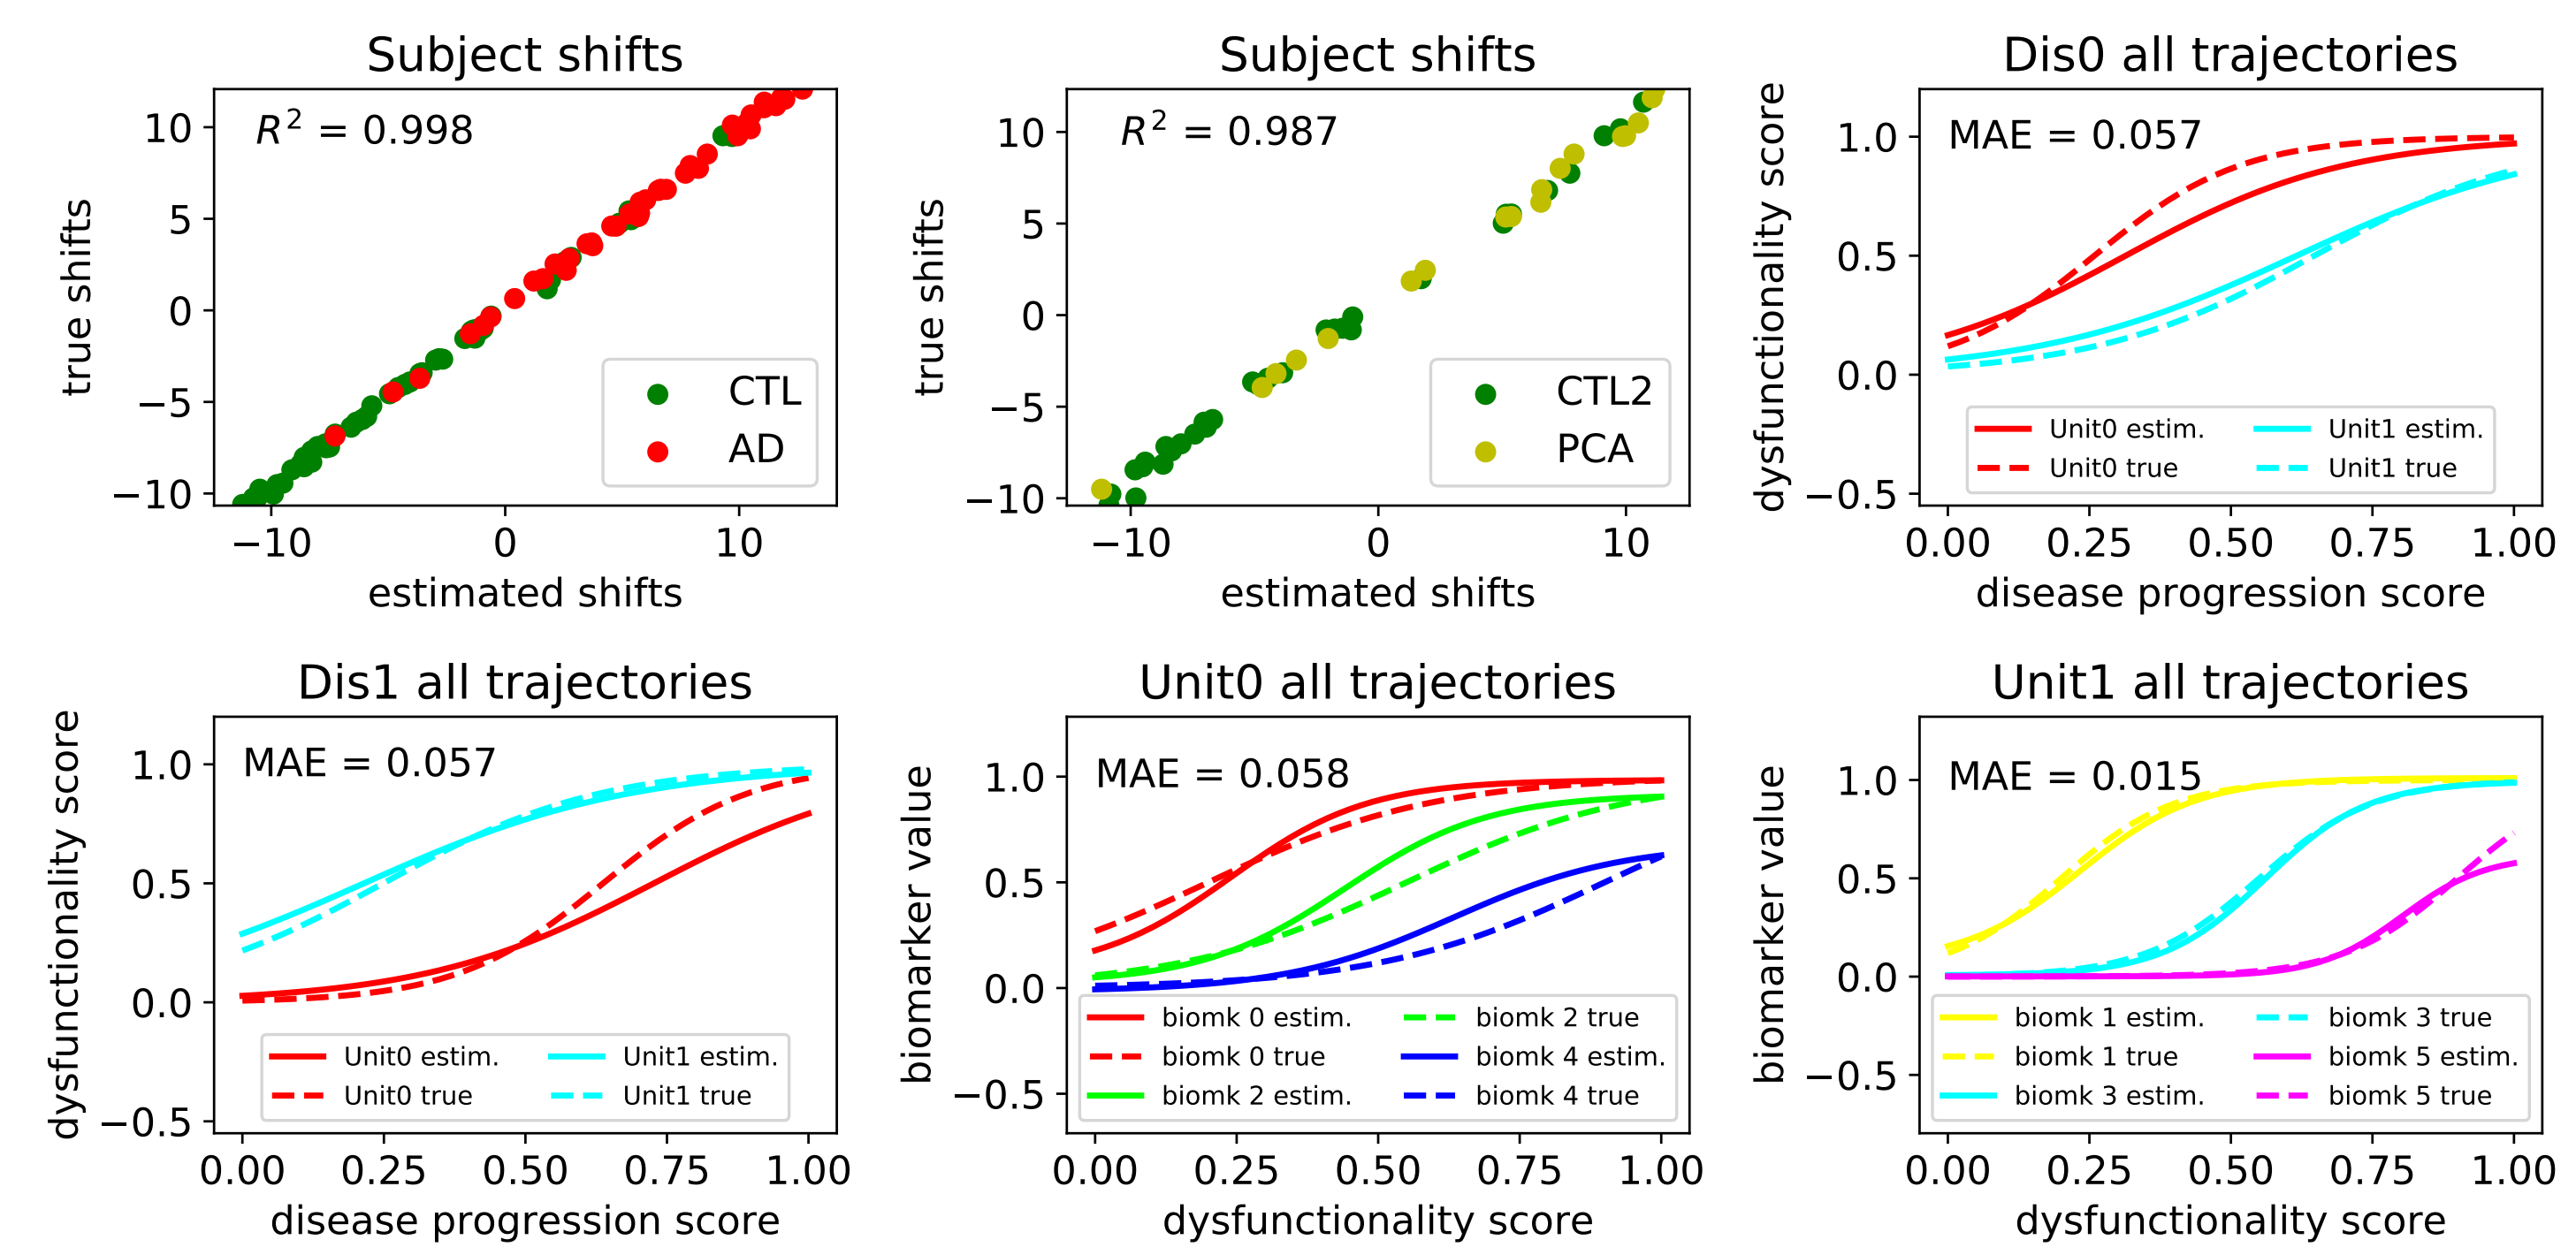 Subject shifts
R² = 0.998
10
5
0
−5
−10
true shifts
CTL
AD
−10 0 10
estimated shifts
Subject shifts
R² = 0.987
10
5
0
−5
−10
true shifts
CTL2
PCA
−10 0 10
estimated shifts
Dis0 all trajectories
MAE = 0.057
1.0
0.5
0.0
−0.5
dysfunctionality score
Unit0 estim. Unit1 estim.
Unit0 true Unit1 true
0.00 0.25 0.50 0.75 1.00
disease progression score
Dis1 all trajectories
MAE = 0.057
1.0
0.5
0.0
−0.5
dysfunctionality score
Unit0 estim. Unit1 estim.
Unit0 true Unit1 true
0.00 0.25 0.50 0.75 1.00
disease progression score
Unit0 all trajectories
MAE = 0.058
1.0
0.5
0.0
−0.5
biomarker value
biomk 0 estim. biomk 2 true
biomk 0 true biomk 4 estim.
biomk 2 estim. biomk 4 true
0.00 0.25 0.50 0.75 1.00
dysfunctionality score
Unit1 all trajectories
MAE = 0.015
1.0
0.5
0.0
−0.5
biomarker value
biomk 1 estim. biomk 3 true
biomk 1 true biomk 5 estim.
biomk 3 estim. biomk 5 true
0.00 0.25 0.50 0.75 1.00
dysfunctionality score